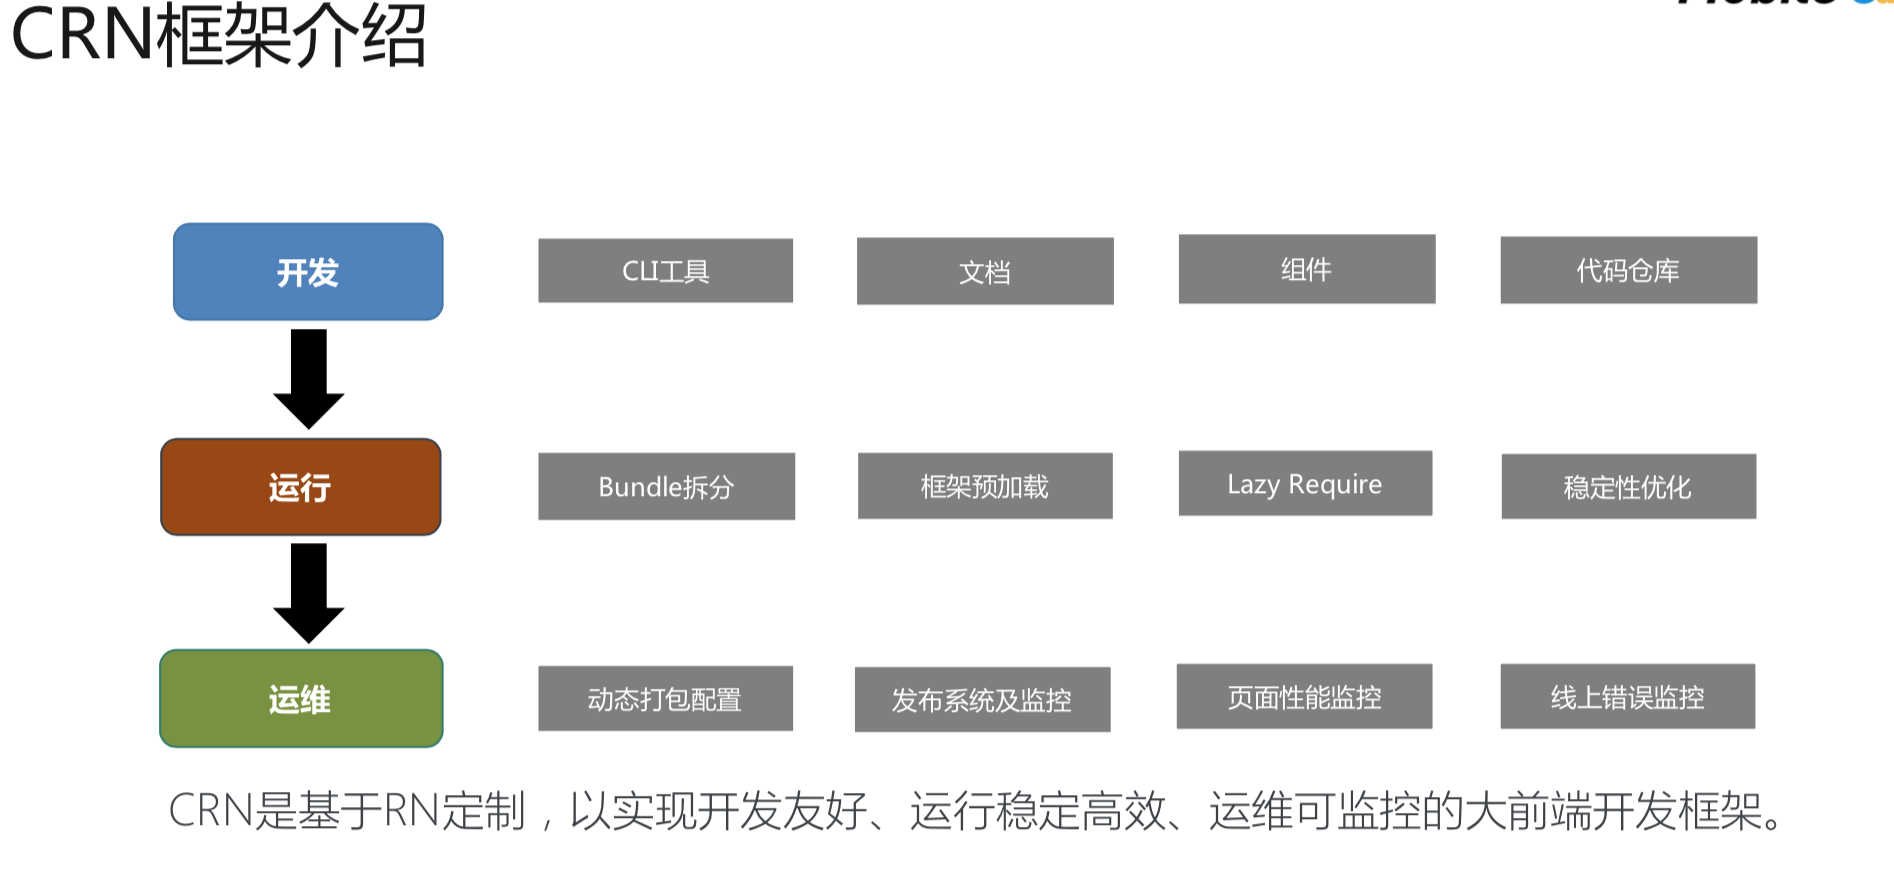 CRN框架介绍
开发
CLI工具
文档
组件
代码仓库
运行
Bundle拆分
框架预加载
Lazy Require
稳定性优化
运维
动态打包配置
发布系统及监控
页面性能监控
线上错误监控
CRN是基于RN定制，以实现开发友好、运行稳定高效、运维可监控的大前端开发框架。